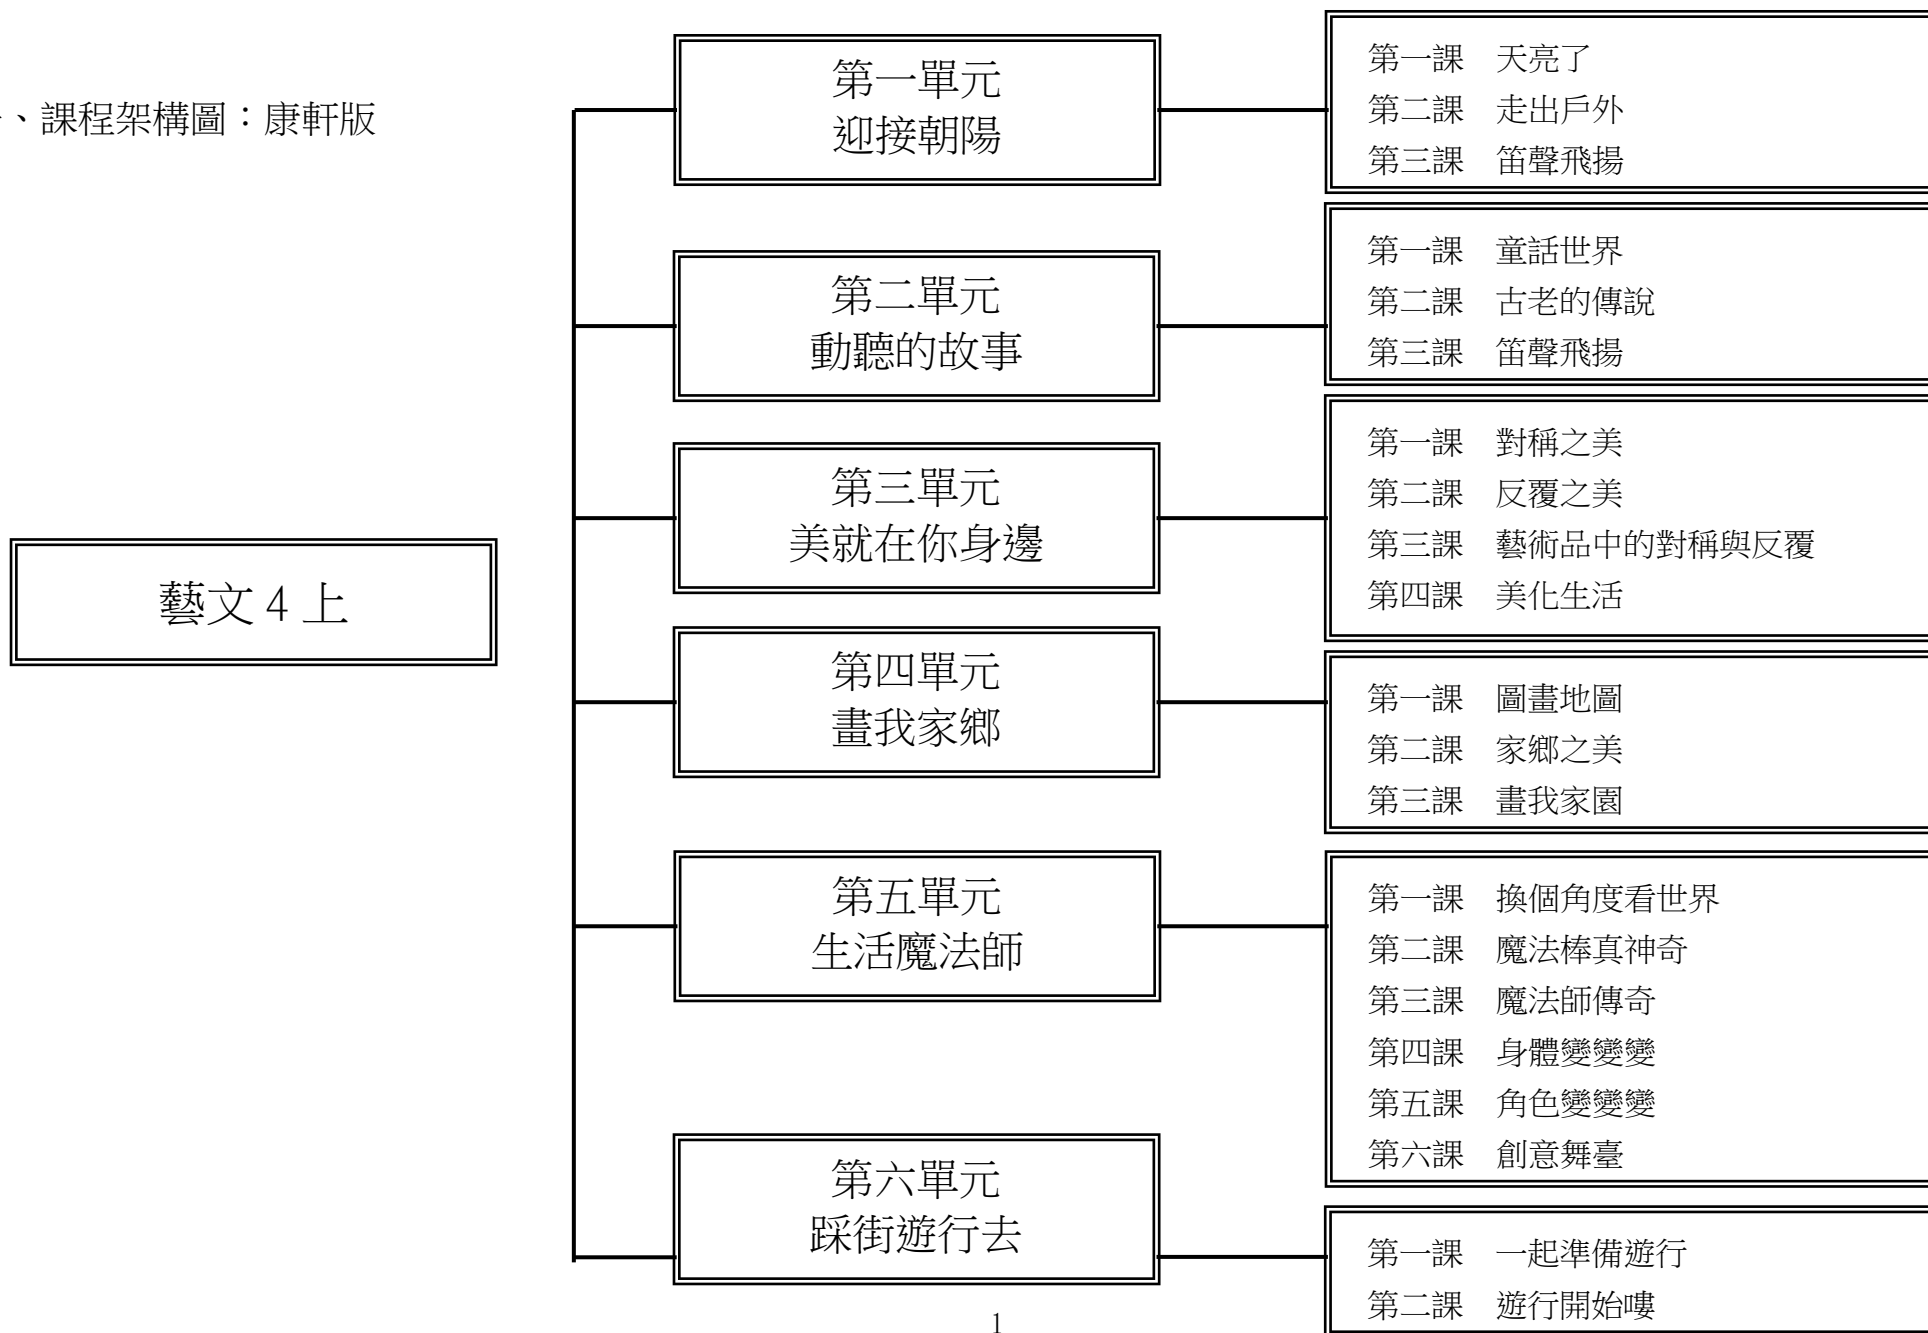 、課程架構圖：康軒版
藝文4上
第一單元
迎接朝陽
第一課　天亮了
第二課　走出戶外
第三課　笛聲飛揚
第二單元
動聽的故事
第一課　童話世界
第二課　古老的傳說
第三課　笛聲飛揚
第三單元
美就在你身邊
第一課　對稱之美
第二課　反覆之美
第三課　藝術品中的對稱與反覆
第四課　美化生活
第四單元
畫我家鄉
第一課　圖畫地圖
第二課　家鄉之美
第三課　畫我家園
第五單元
生活魔法師
第一課　換個角度看世界
第二課　魔法棒真神奇
第三課　魔法師傳奇
第四課　身體變變變
第五課　角色變變變
第六課　創意舞臺
第六單元
踩街遊行去
第一課　一起準備遊行
第二課　遊行開始嘍
1